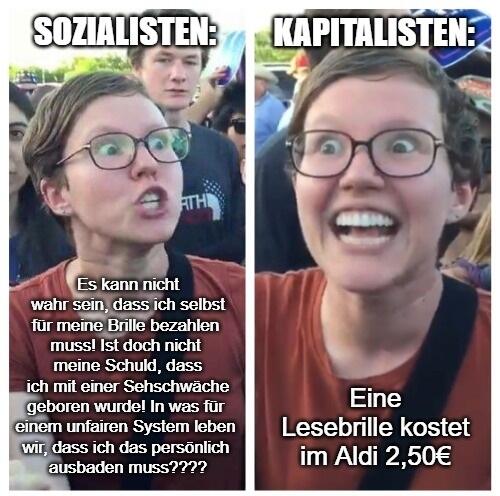 SOZIALISTEN:
KAPITALISTEN:
ATH
Es kann nicht
wahr sein, dass ich selbst
für meine Brille bezahlen
muss! Ist doch nicht
meine Schuld, dass
ich mit einer Sehschwäche
geboren wurde! In was für
einem unfairen System leben
wir, dass ich das persönlich
ausbaden muss????
Eine
Lesebrille kostet
im Aldi 2,50€